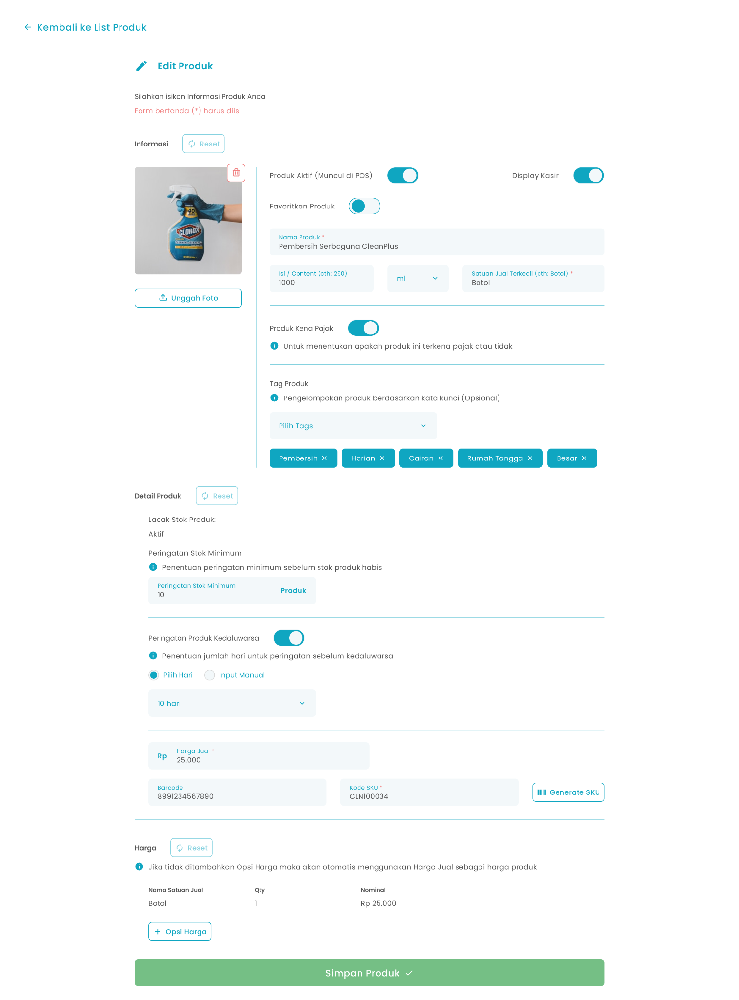 Kembali ke List Produk
Edit Produk
Silahkan isikan Informasi Produk Anda
Form bertanda (*) harus diisi
Informasi
Reset
CLOROX
40
Unggah Foto
Produk Aktif (Muncul di POS)
Display Kasir
Favoritkan Produk
Nama Produk *
Pembersih Serbaguna CleanPlus
Isi / Content (cth: 250)
1000
ml
Satuan Jual Terkecil (cth: Botol) *
Botol
Produk Kena Pajak
Untuk menentukan apakah produk ini terkena pajak atau tidak
Tag Produk
Pengelompokan produk berdasarkan kata kunci (Opsional)
Pilih Tags
Pembersih
Harian
Cairan
Rumah Tangga
Besar
Detail Produk
Reset
Lacak Stok Produk:
Aktif
Peringatan Stok Minimum
Penentuan peringatan minimum sebelum stok produk habis
Peringatan Stok Minimum
10
Produk
Peringatan Produk Kedaluwarsa
Penentuan jumlah hari untuk peringatan sebelum kedaluwarsa
Pilih Hari
Input Manual
10 hari
Rp
Harga Jual *
25.000
Barcode
8991234567890
Kode SKU *
CLN100034
Generate SKU
Harga
Reset
Jika tidak ditambahkan Opsi Harga maka akan otomatis menggunakan Harga Jual sebagai harga produk
Nama Satuan Jual
Qty
Nominal
Botol
1
Rp 25.000
Opsi Harga
Simpan Produk